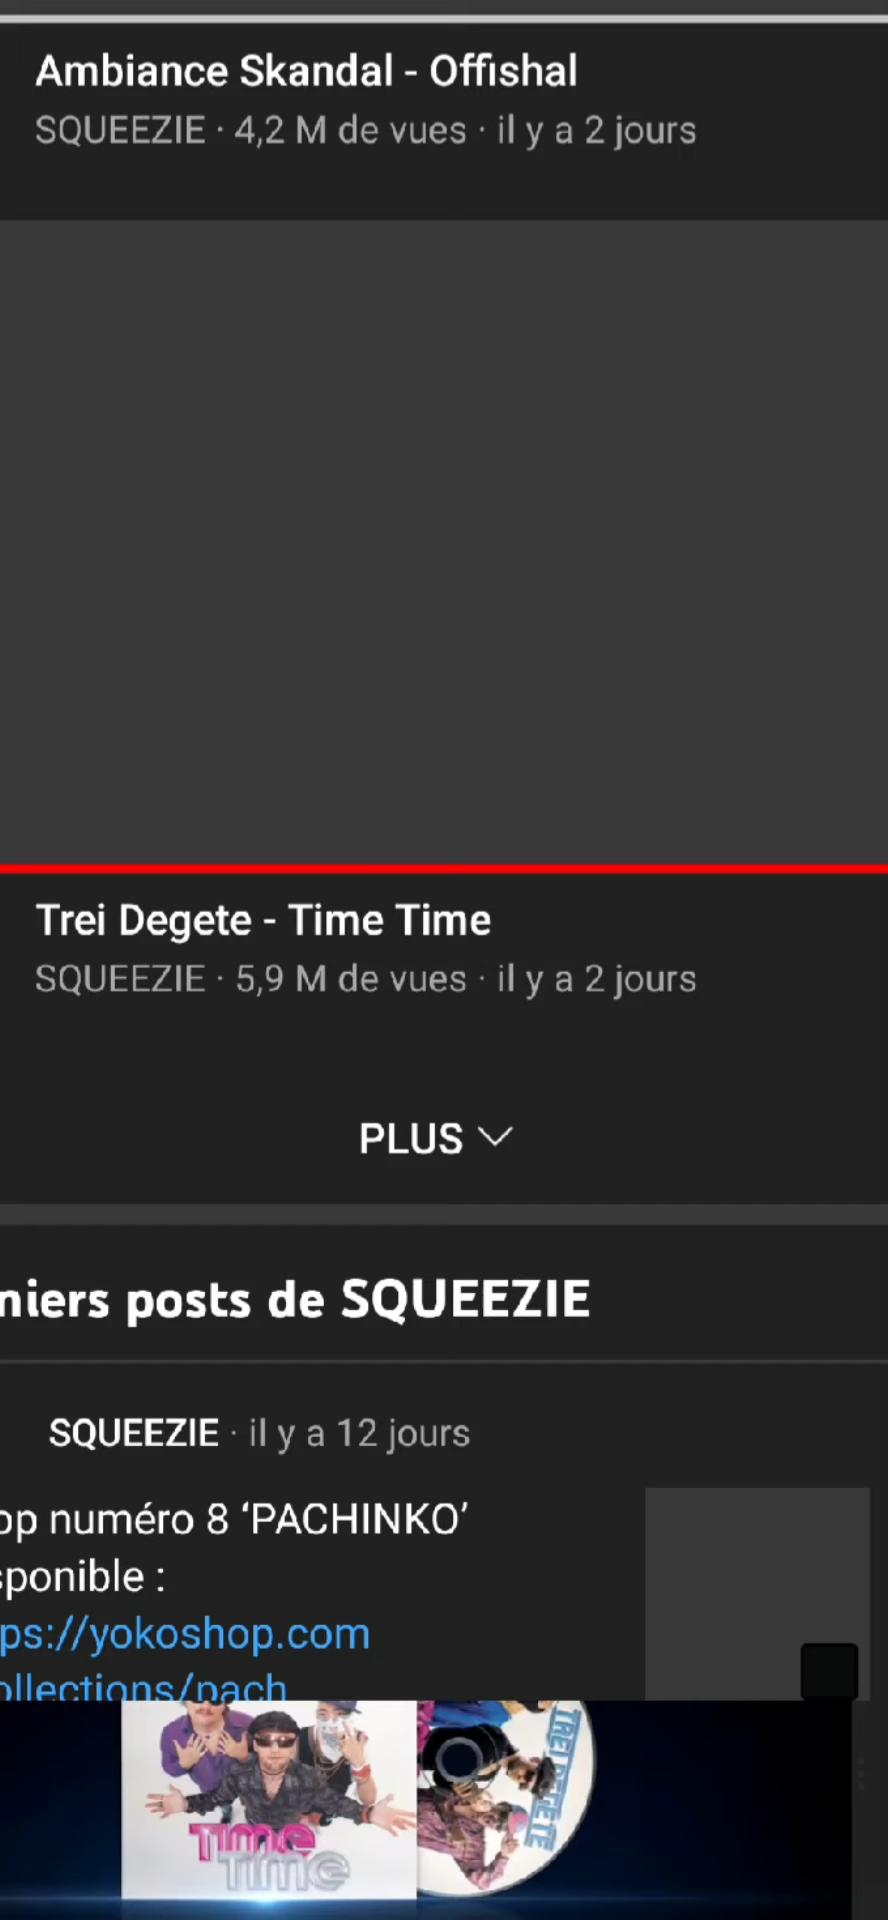 Ambiance Skandal - Offishal
SQUEEZIE · 4,2 M de vues · il y a 2 jours
Trei Degete - Time Time
SQUEEZIE · 5,9 M de vues · il y a 2 jours
PLUS
niers posts de SQUEEZIE
SQUEEZIE · il y a 12 jours
op numéro 8 ‘PACHINKO’
sponible :
ps://yokoshop.com
ollections/pach
TIME
TIME
TREI DEGETE